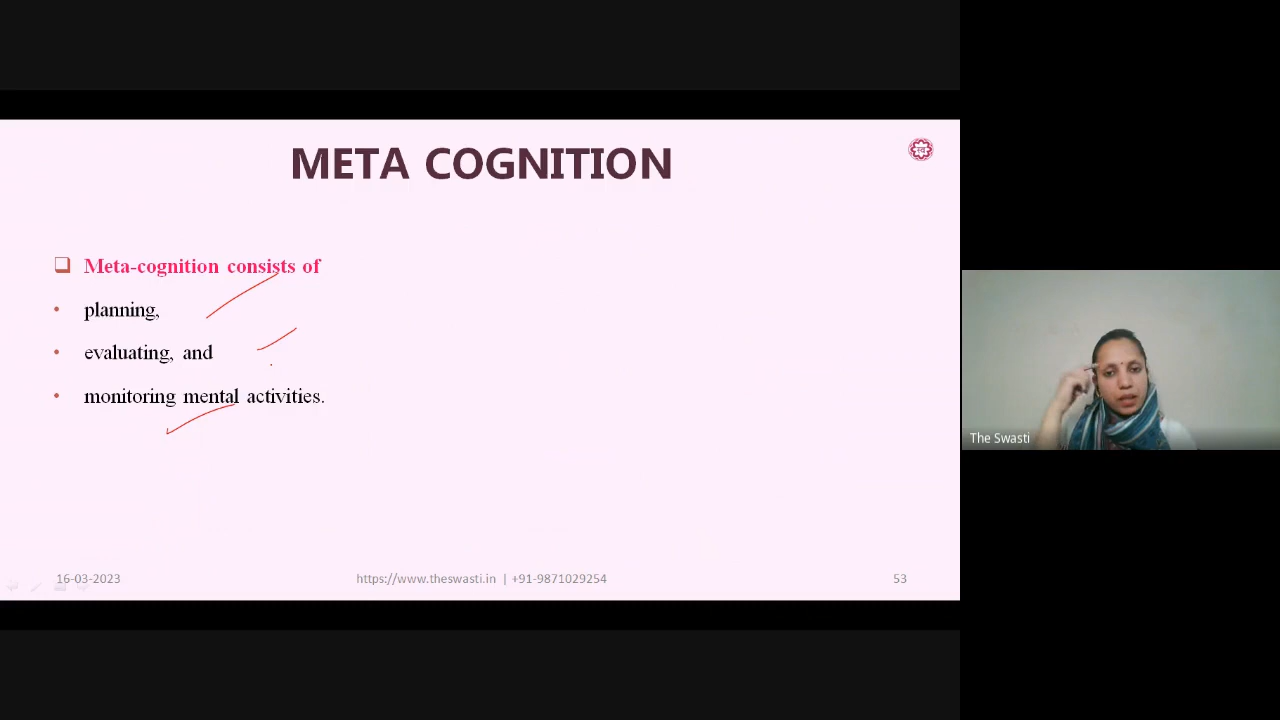 META COGNITION
Meta-cognition consists of
planning,
evaluating, and
monitoring mental activities.
16-03-2023
https://www.theswasti.in | +91-9871029254
53
The Swasti